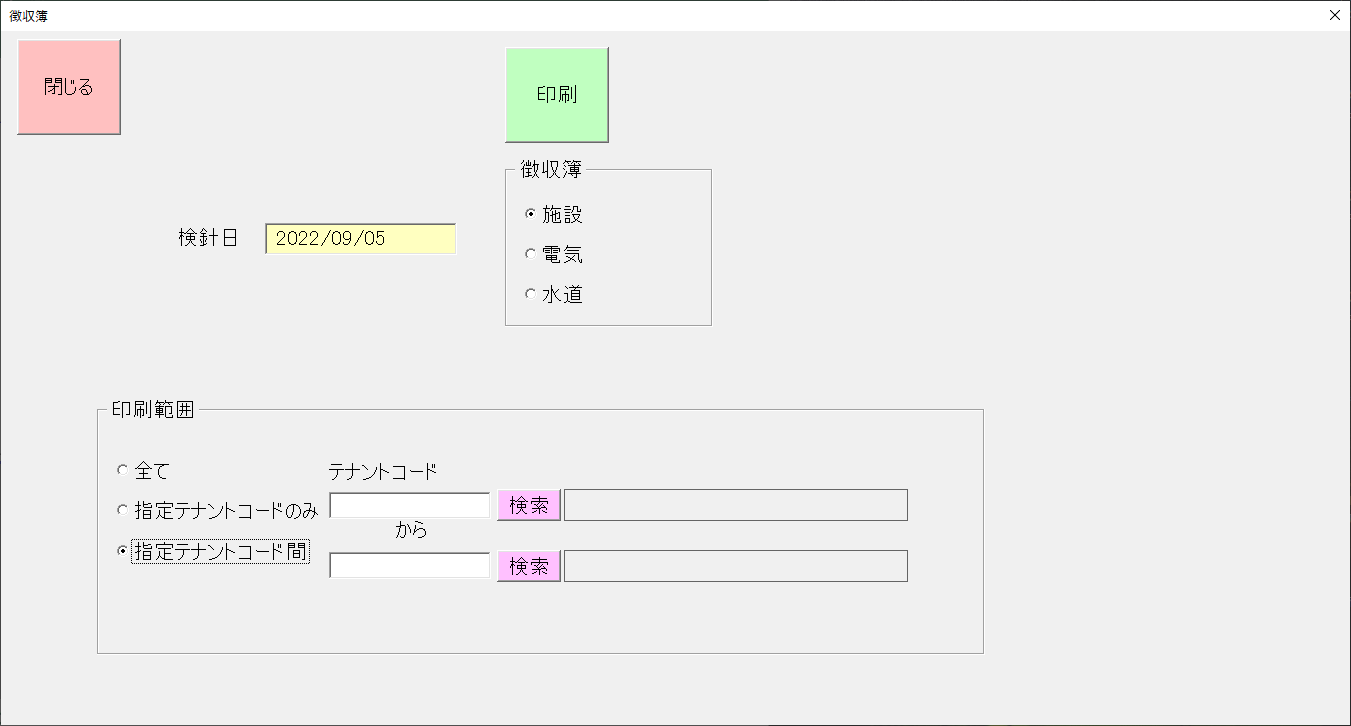 徴収簿
閉じる
印刷
徴収簿
施設
検針日 2022/09/05
電気
水道
印刷範囲
全て
テナントコード
指定テナントコードのみ
検索
から
指定テナントコード間
検索